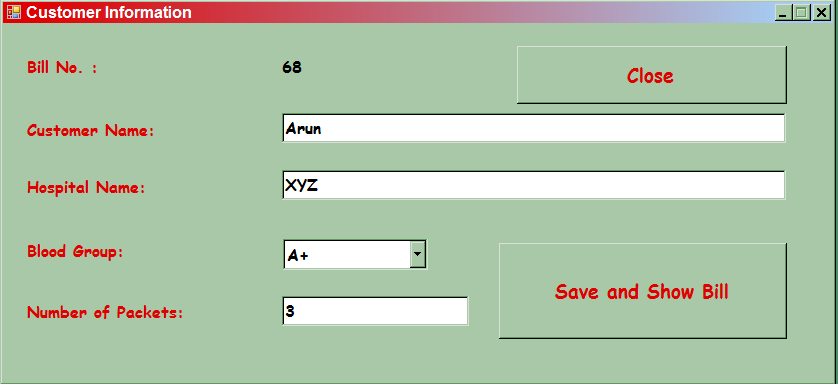 Customer Information
Bill No. : 68
Close
Customer Name: Arun
Hospital Name: XYZ
Blood Group: A+
Save and Show Bill
Number of Packets: 3